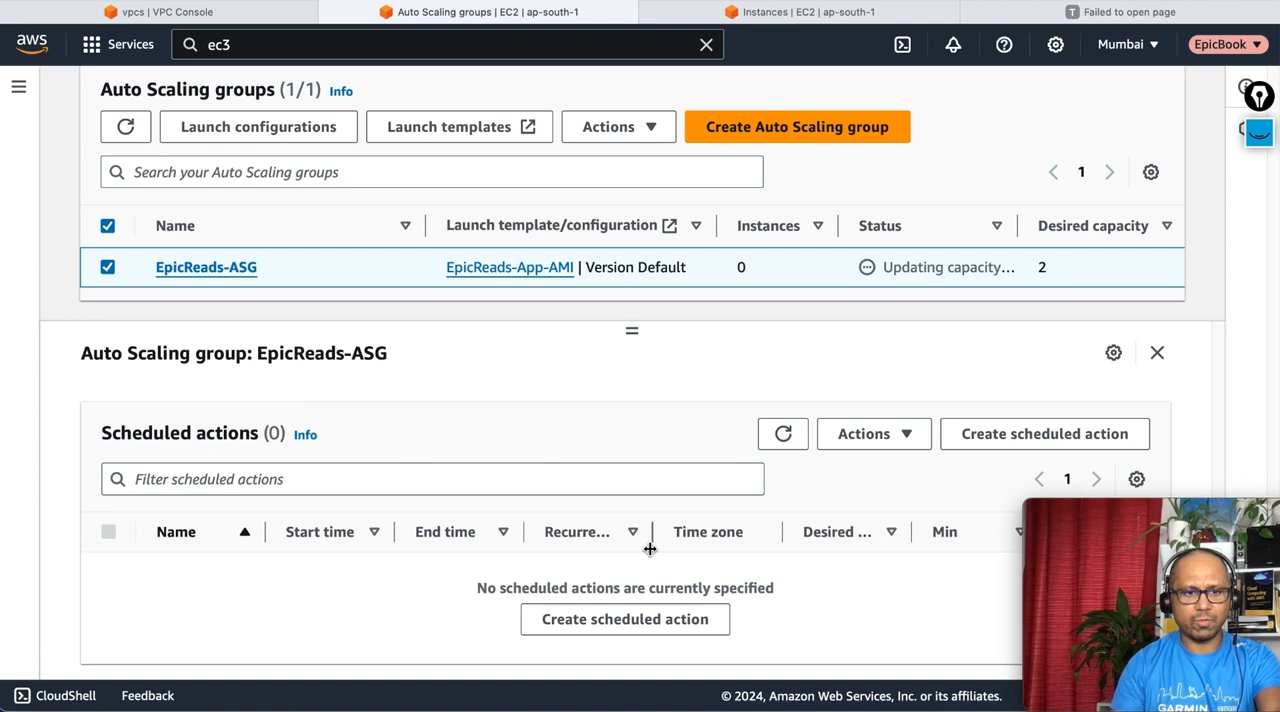 vpcs | VPC Console
Auto Scaling groups | EC2 | ap-south-1
Instances | EC2 | ap-south-1
T Failed to open page
aws
Services
ec3
Mumbai ▼
EpicBook ▼
Auto Scaling groups (1/1) Info
Launch configurations
Launch templates
Actions ▼
Create Auto Scaling group
Search your Auto Scaling groups
1
Name
Launch template/configuration
Instances
Status
Desired capacity
EpicReads-ASG
EpicReads-App-AMI | Version Default
0
Updating capacity...
2
Auto Scaling group: EpicReads-ASG
Scheduled actions (0) Info
Actions ▼
Create scheduled action
Filter scheduled actions
1
Name
Start time
End time
Recurre...
Time zone
Desired ...
Min
No scheduled actions are currently specified
Create scheduled action
Cloud
Computing
with AWS
GARMIN
CloudShell
Feedback
© 2024, Amazon Web Services, Inc. or its affiliates.